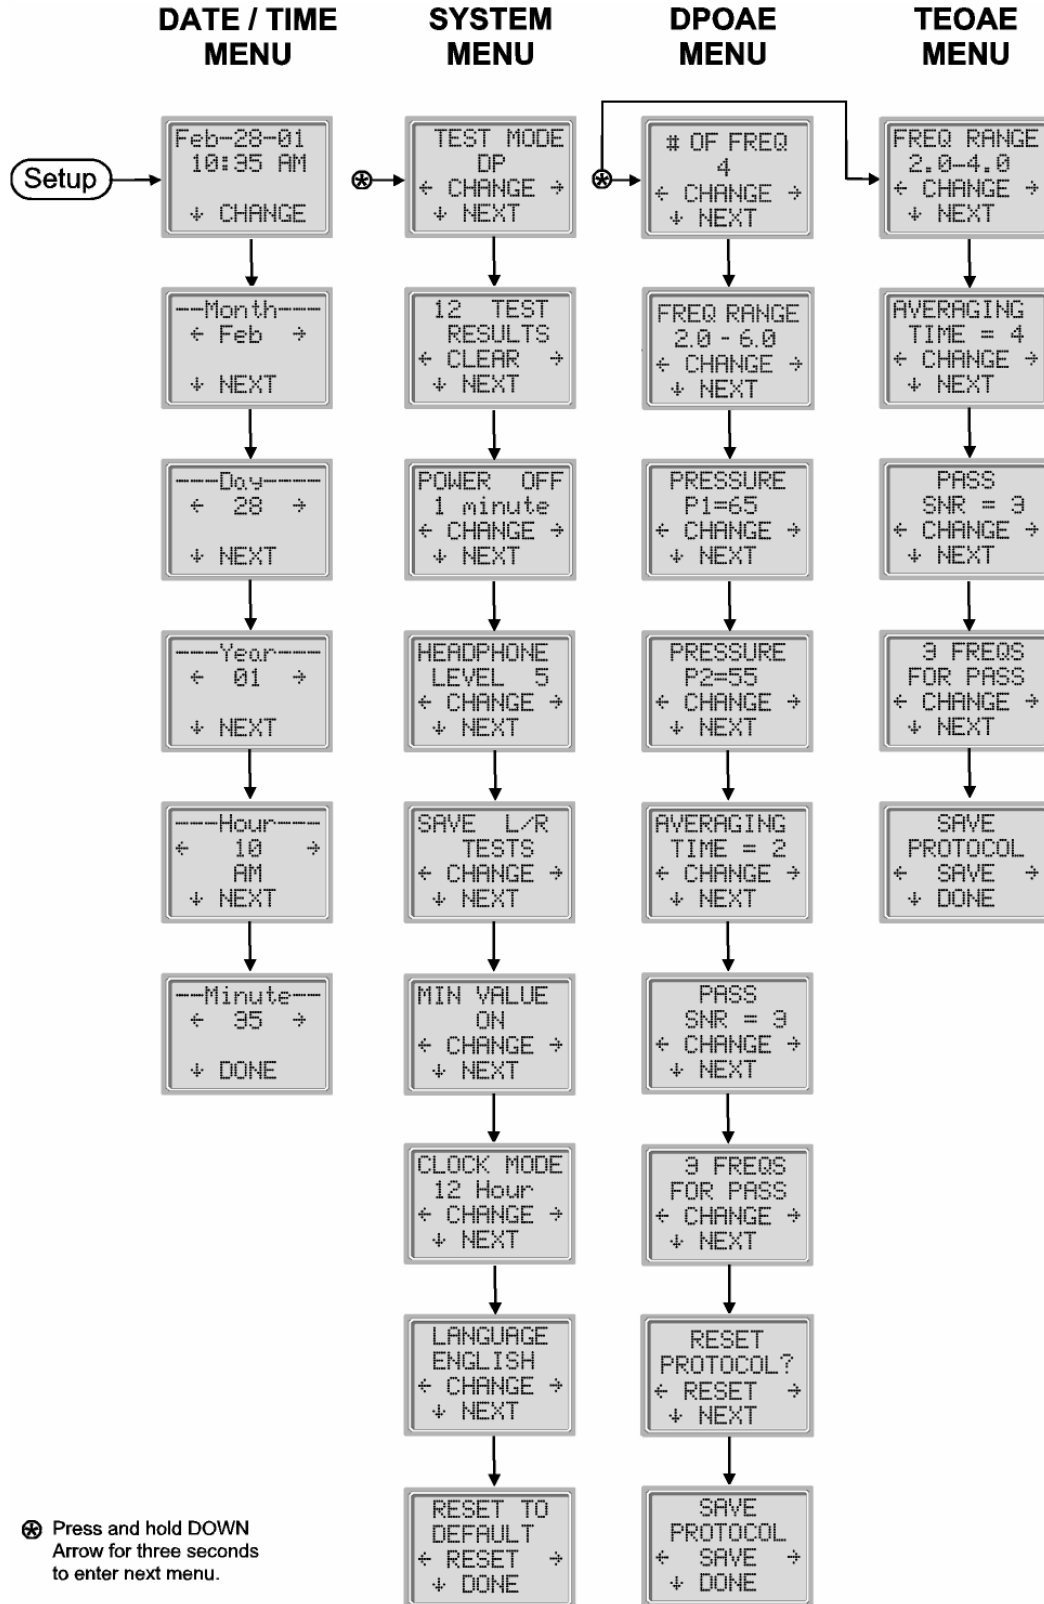 DATE / TIME
MENU
Setup
Feb-28-01
10:35 AM
↓ CHANGE
---Month---
← Feb →
↓ NEXT
----Day----
← 28 →
↓ NEXT
---Year----
← 01 →
↓ NEXT
----Hour---
← 10 →
AM
↓ NEXT
--Minute--
← 35 →
↓ DONE
SYSTEM
MENU
TEST MODE
DP
← CHANGE →
↓ NEXT
12 TEST
RESULTS
← CLEAR →
↓ NEXT
POWER OFF
1 minute
← CHANGE →
↓ NEXT
HEADPHONE
LEVEL 5
← CHANGE →
↓ NEXT
SAVE L/R
TESTS
← CHANGE →
↓ NEXT
MIN VALUE
ON
← CHANGE →
↓ NEXT
CLOCK MODE
12 Hour
← CHANGE →
↓ NEXT
LANGUAGE
ENGLISH
← CHANGE →
↓ NEXT
RESET TO
DEFAULT
← RESET →
↓ DONE
DPOAE
MENU
# OF FREQ
4
← CHANGE →
↓ NEXT
FREQ RANGE
2.0 - 6.0
← CHANGE →
↓ NEXT
PRESSURE
P1=65
← CHANGE →
↓ NEXT
PRESSURE
P2=55
← CHANGE →
↓ NEXT
AVERAGING
TIME = 2
← CHANGE →
↓ NEXT
PASS
SNR = 3
← CHANGE →
↓ NEXT
3 FREQS
FOR PASS
← CHANGE →
↓ NEXT
RESET
PROTOCOL?
← RESET →
↓ NEXT
SAVE
PROTOCOL
← SAVE →
↓ DONE
TEOAE
MENU
FREQ RANGE
2.0-4.0
← CHANGE →
↓ NEXT
AVERAGING
TIME = 4
← CHANGE →
↓ NEXT
PASS
SNR = 3
← CHANGE →
↓ NEXT
3 FREQS
FOR PASS
← CHANGE →
↓ NEXT
SAVE
PROTOCOL
← SAVE →
↓ DONE
⊛ Press and hold DOWN
Arrow for three seconds
to enter next menu.